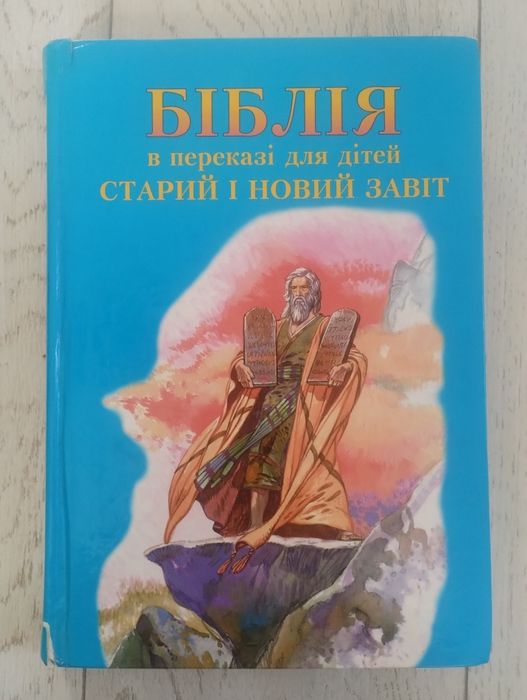 БІБЛІЯ
в переказі для дітей
СТАРИЙ І НОВИЙ ЗАВІТ